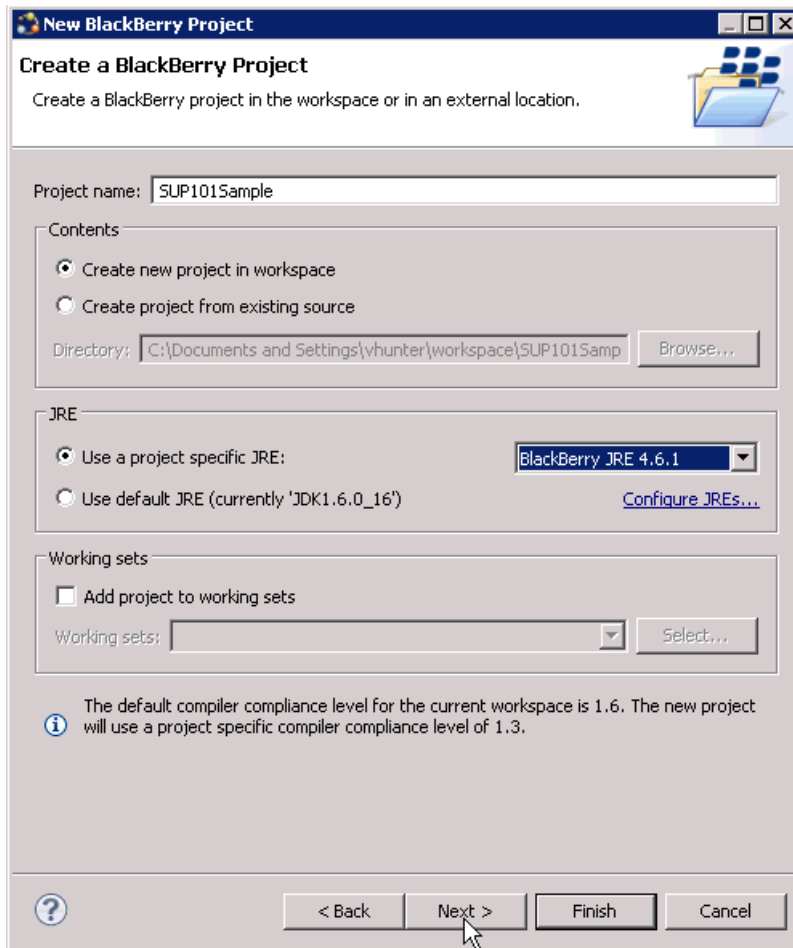 New BlackBerry Project
Create a BlackBerry Project
Create a BlackBerry project in the workspace or in an external location.
Project name: SUP101Sample
Contents
Create new project in workspace
Create project from existing source
Directory: C:\Documents and Settings\vhunter\workspace\SUP101Samp Browse...
JRE
Use a project specific JRE: BlackBerry JRE 4.6.1
Use default JRE (currently 'JDK1.6.0_16') Configure JREs...
Working sets
Add project to working sets
Working sets: Select...
The default compiler compliance level for the current workspace is 1.6. The new project
will use a project specific compiler compliance level of 1.3.
? < Back Next > Finish Cancel